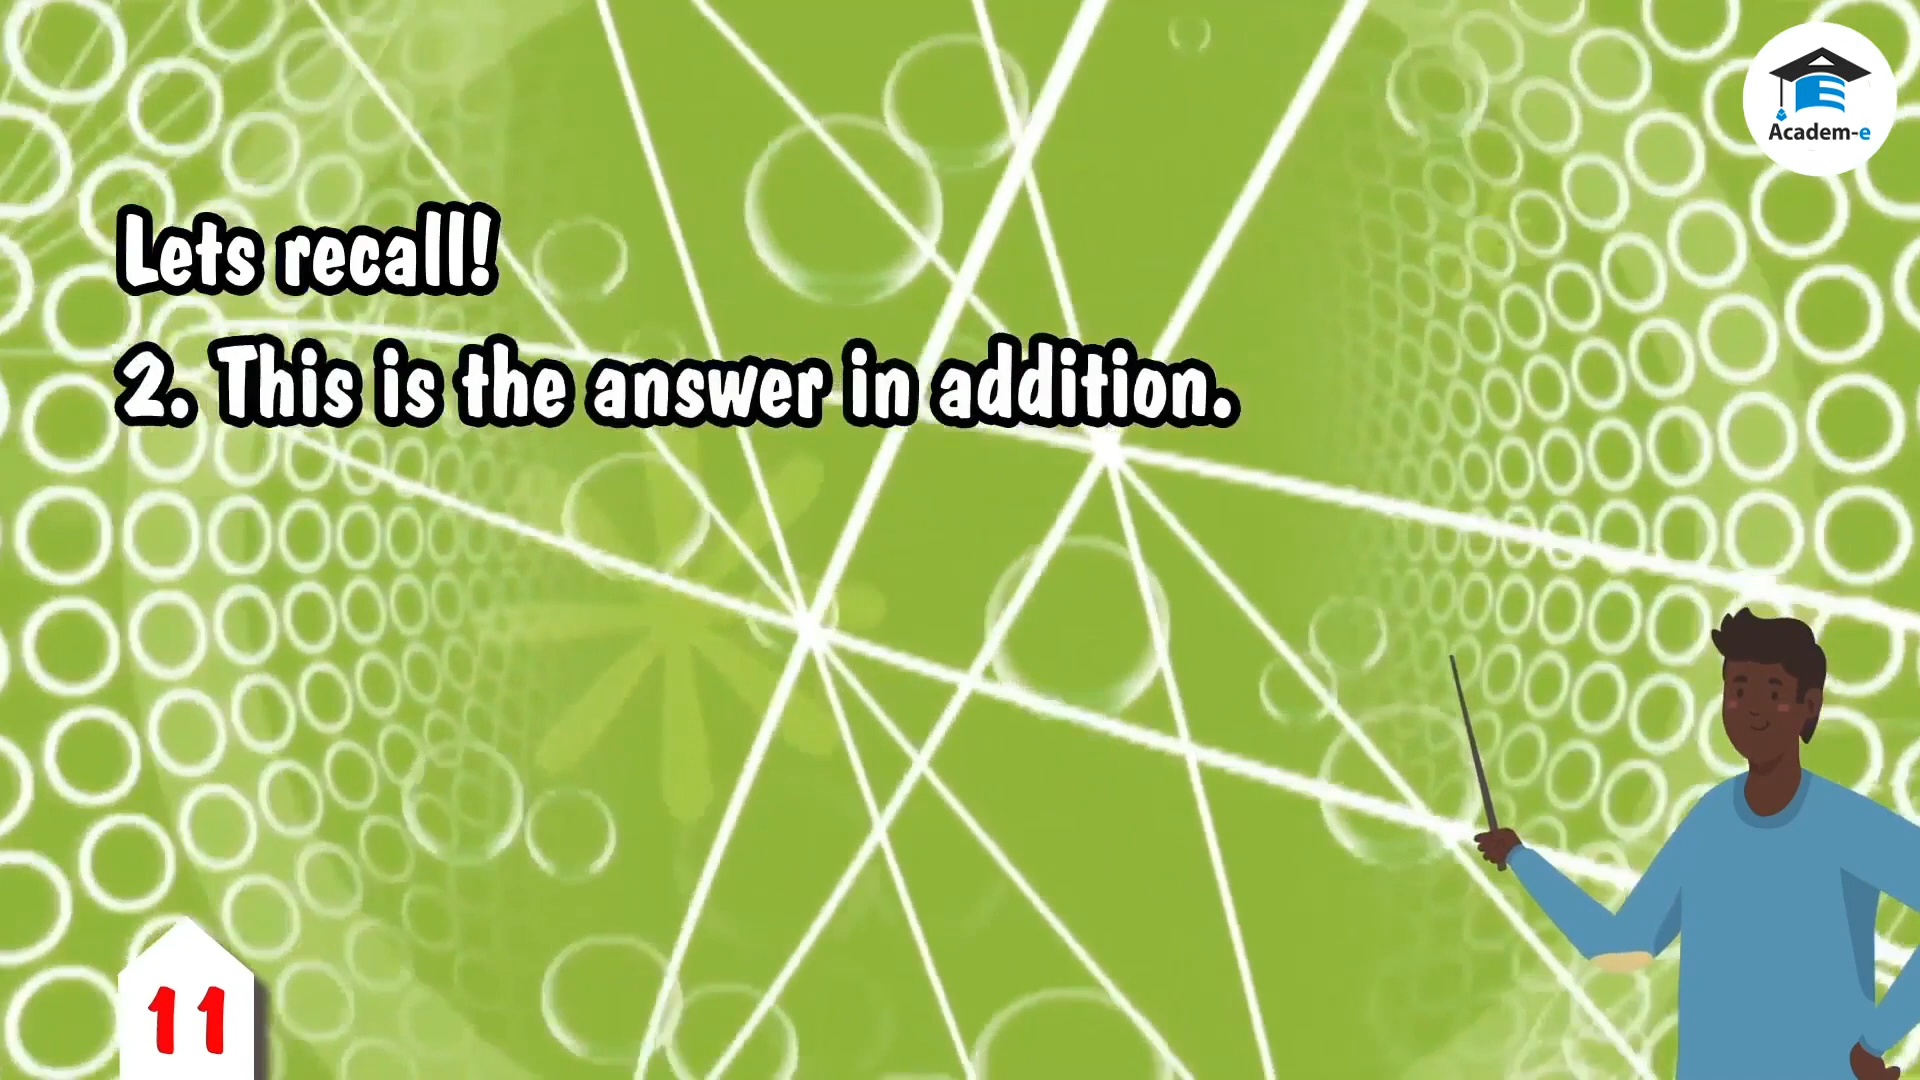 Academ-e
Lets recall!
2. This is the answer in addition.
11